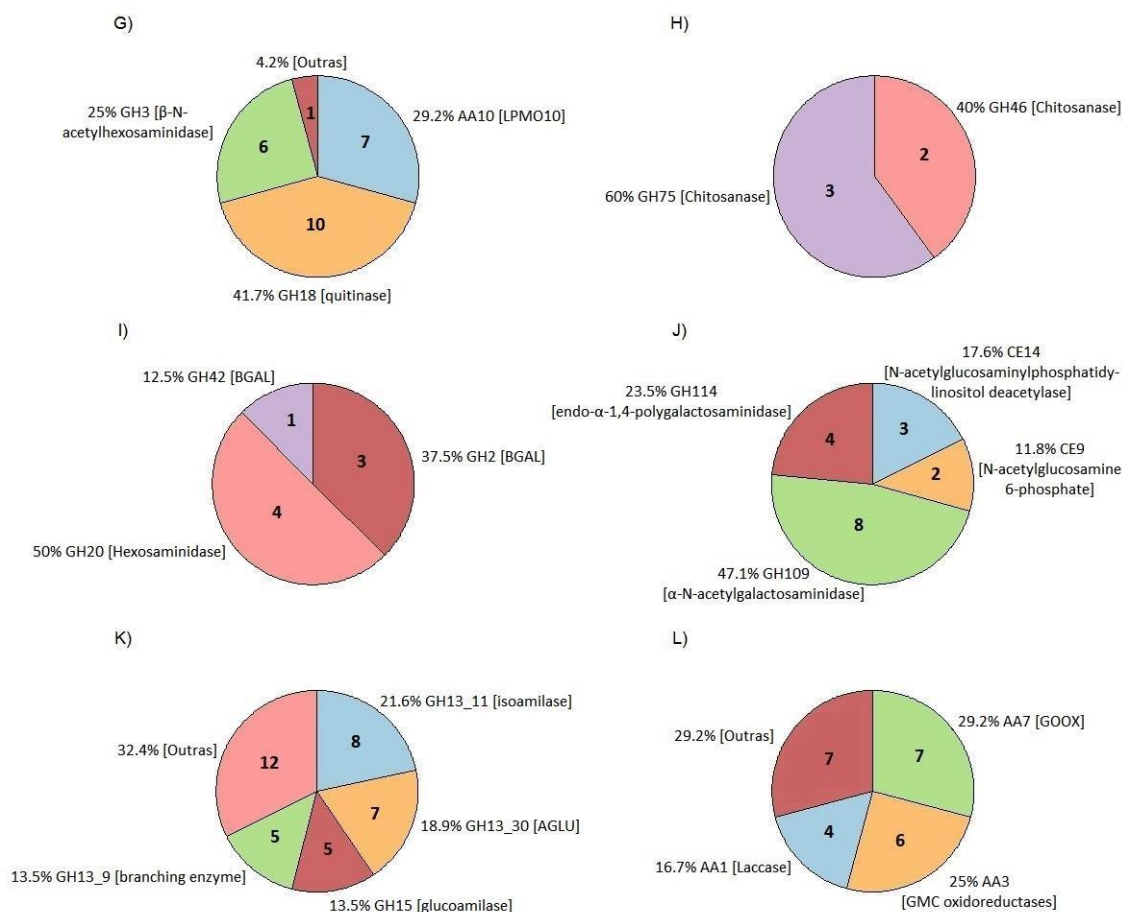 G)
4.2% [Outras]
25% GH3 [β-N-
acetylhexosaminidase]
1
29.2% AA10 [LPMO10]
6
7
10
41.7% GH18 [quitinase]
H)
40% GH46 [Chitosanase]
2
3
60% GH75 [Chitosanase]
I)
12.5% GH42 [BGAL]
1
3
37.5% GH2 [BGAL]
4
50% GH20 [Hexosaminidase]
J)
17.6% CE14
[N-acetylglucosaminylphosphatidy-
linositol deacetylase]
23.5% GH114
[endo-α-1,4-polygalactosaminidase]
4
3
11.8% CE9
[N-acetylglucosamine
6-phosphate]
2
8
47.1% GH109
[α-N-acetylgalactosaminidase]
K)
21.6% GH13_11 [isoamilase]
32.4% [Outras]
12
8
7
18.9% GH13_30 [AGLU]
5
5
13.5% GH13_9 [branching enzyme]
13.5% GH15 [glucoamilase]
L)
29.2% [Outras]
29.2% AA7 [GOOX]
7
7
4
6
16.7% AA1 [Laccase]
25% AA3
[GMC oxidoreductases]